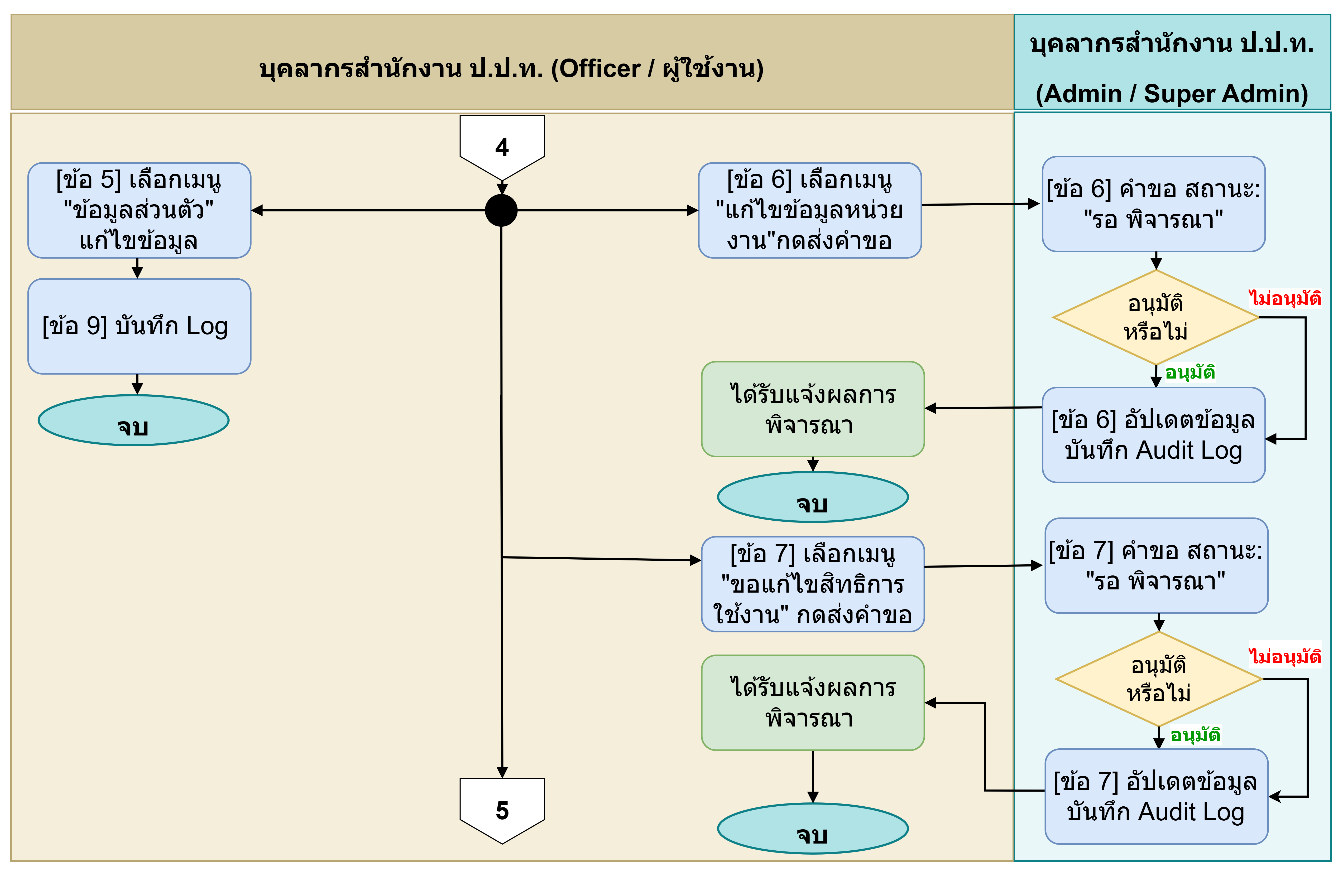 บุคลากรสำนักงาน ป.ป.ท. (Officer / ผู้ใช้งาน)
บุคลากรสำนักงาน ป.ป.ท.
(Admin / Super Admin)
4
[ข้อ 5] เลือกเมนู
"ข้อมูลส่วนตัว"
แก้ไขข้อมูล
[ข้อ 6] เลือกเมนู
"แก้ไขข้อมูลหน่วย
งาน"กดส่งคำขอ
[ข้อ 6] คำขอ สถานะ:
"รอ พิจารณา"
[ข้อ 9] บันทึก Log
อนุมัติ
หรือไม่
ไม่อนุมัติ
อนุมัติ
จบ
ได้รับแจ้งผลการ
พิจารณา
[ข้อ 6] อัปเดตข้อมูล
บันทึก Audit Log
จบ
[ข้อ 7] เลือกเมนู
"ขอแก้ไขสิทธิการ
ใช้งาน" กดส่งคำขอ
[ข้อ 7] คำขอ สถานะ:
"รอ พิจารณา"
อนุมัติ
หรือไม่
ไม่อนุมัติ
อนุมัติ
ได้รับแจ้งผลการ
พิจารณา
[ข้อ 7] อัปเดตข้อมูล
บันทึก Audit Log
5
จบ